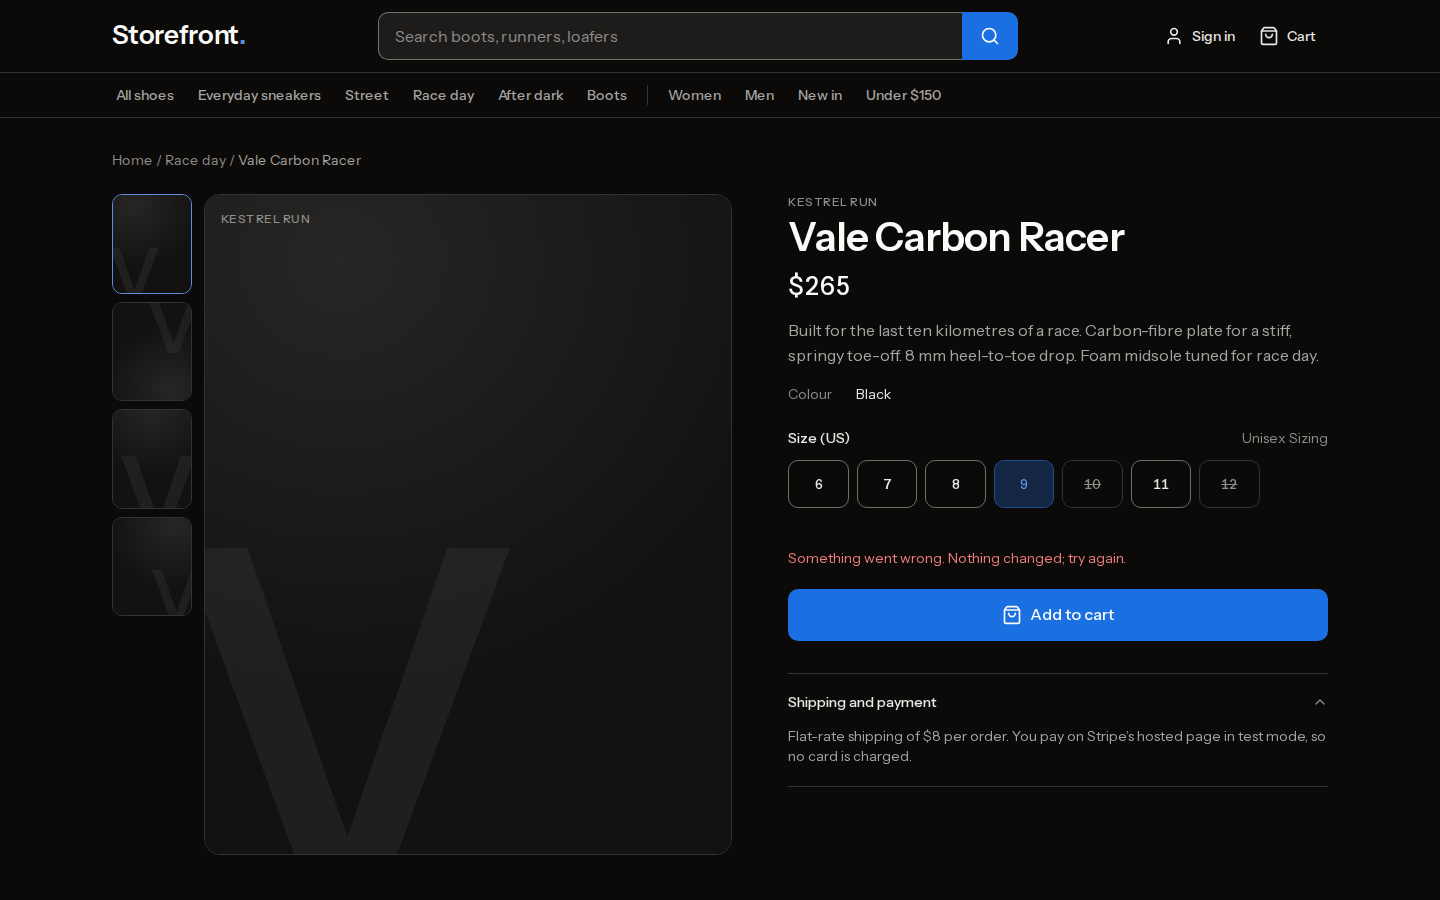 Storefront.
Search boots, runners, loafers
Sign in
Cart
All shoes
Everyday sneakers
Street
Race day
After dark
Boots
Women
Men
New in
Under $150
Home / Race day / Vale Carbon Racer
V
V
V
V
KESTREL RUN
V
KESTREL RUN
Vale Carbon Racer
$265
Built for the last ten kilometres of a race. Carbon-fibre plate for a stiff,
springy toe-off. 8 mm heel-to-toe drop. Foam midsole tuned for race day.
Colour Black
Size (US)
Unisex Sizing
6
7
8
9
10
11
12
Something went wrong. Nothing changed; try again.
Add to cart
Shipping and payment
Flat-rate shipping of $8 per order. You pay on Stripe's hosted page in test mode, so
no card is charged.